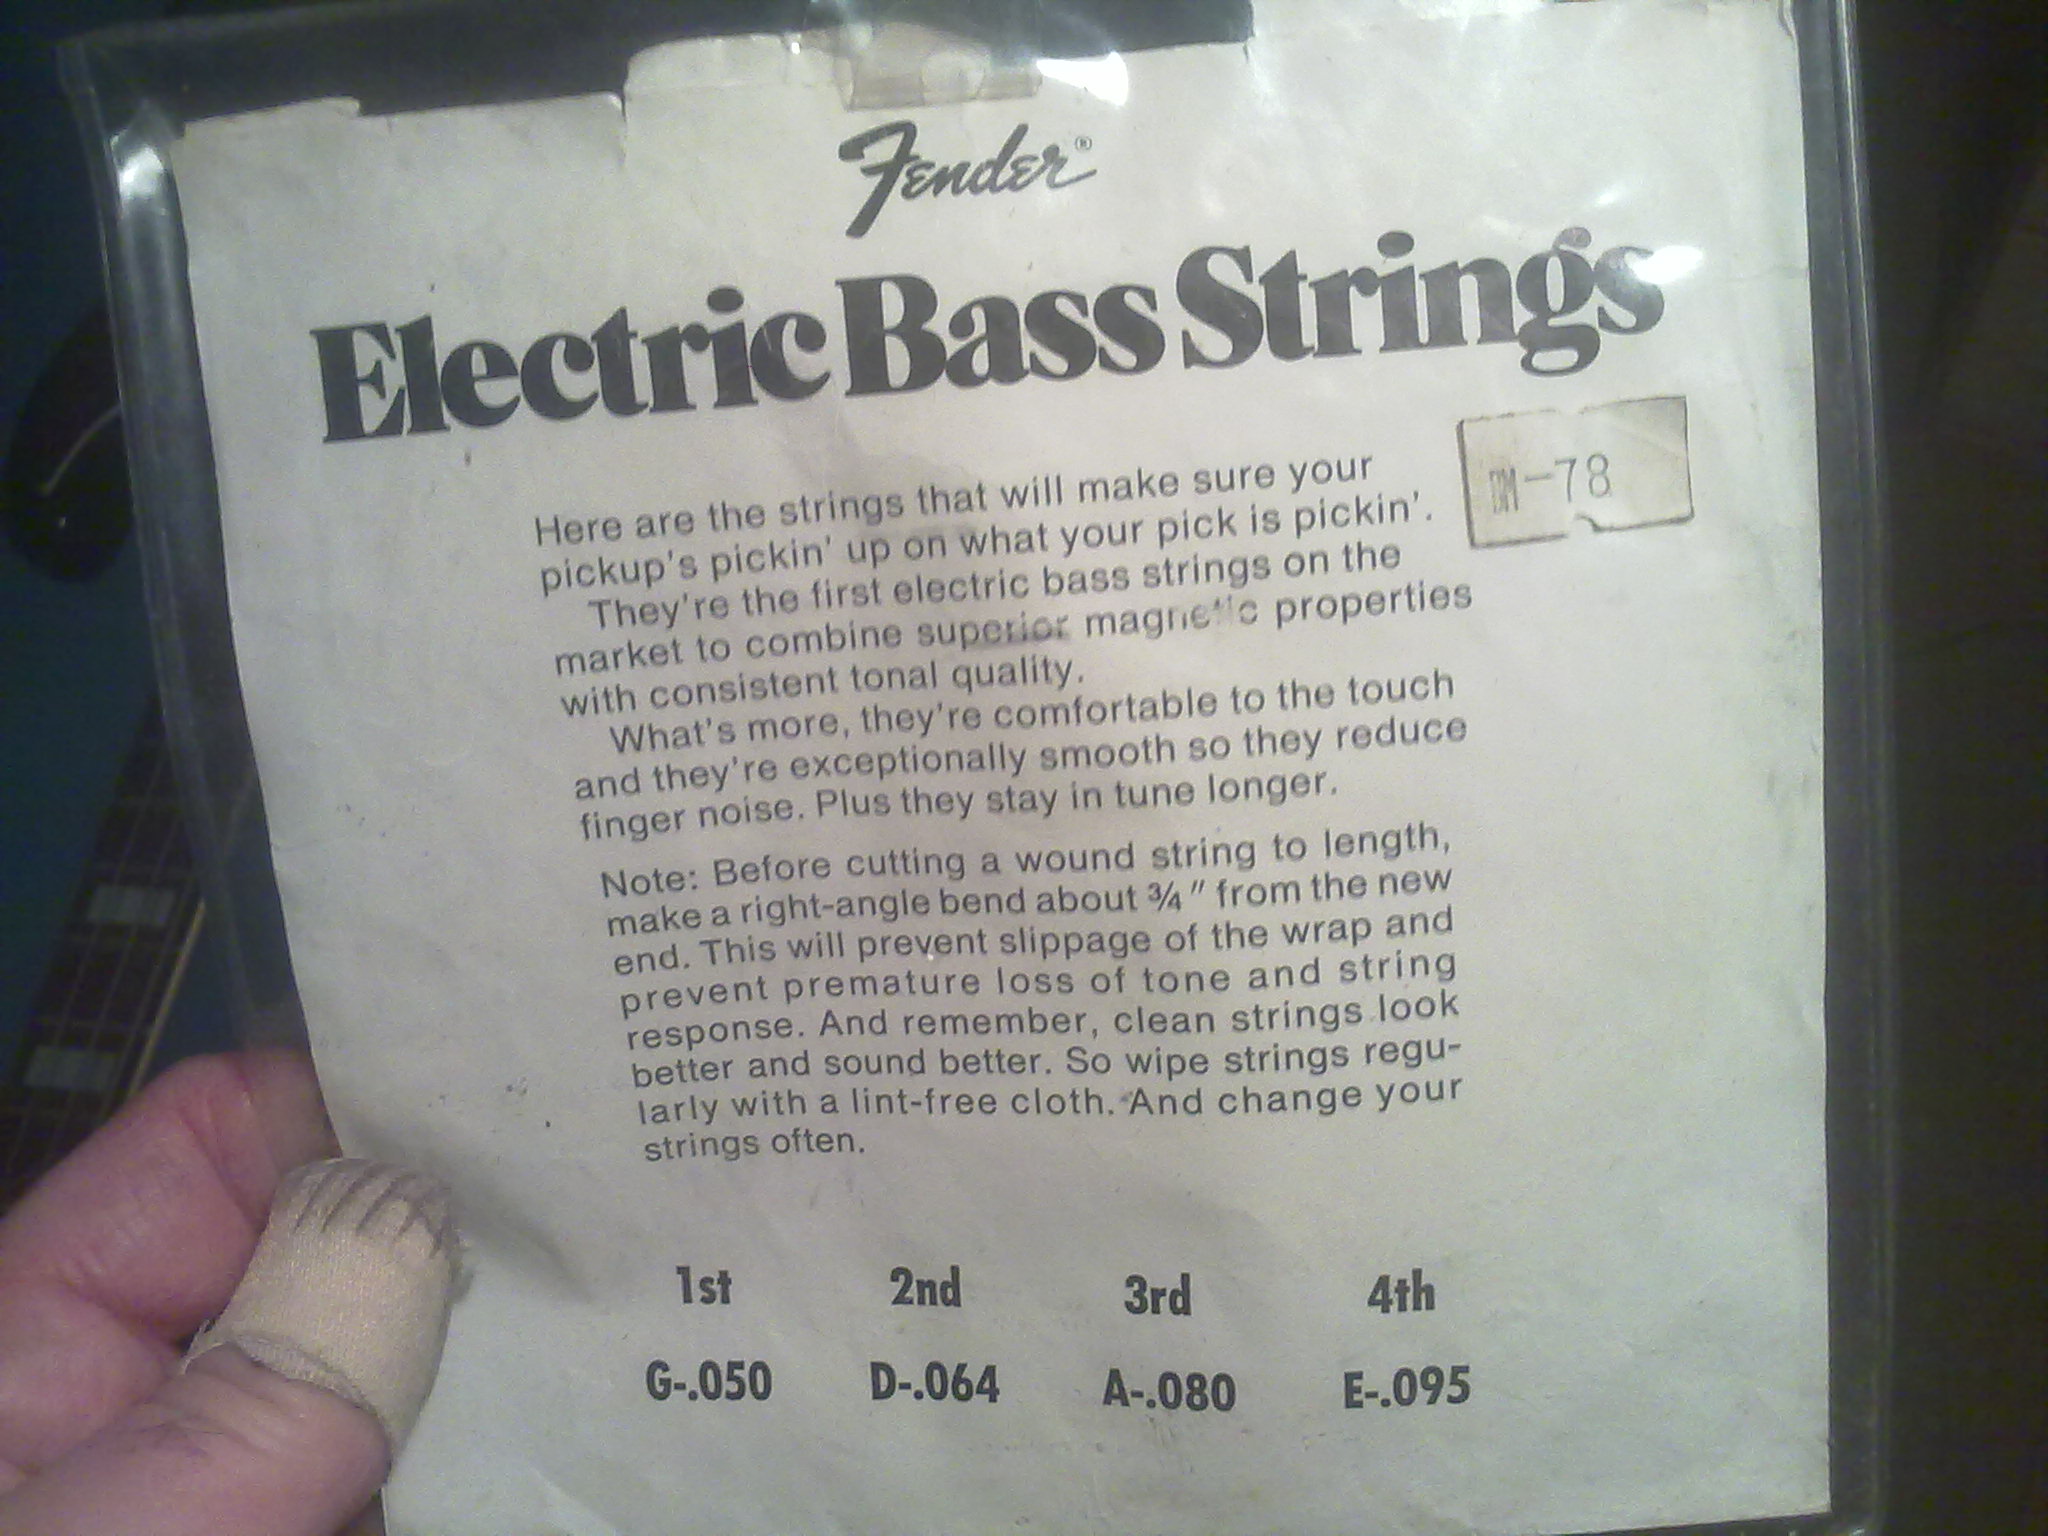 Fender®
Electric Bass Strings
Here are the strings that will make sure your
pickup's pickin' up on what your pick is pickin'.
They're the first electric bass strings on the
market to combine superior magnetic properties
with consistent tonal quality.
What's more, they're comfortable to the touch
and they're exceptionally smooth so they reduce
finger noise. Plus they stay in tune longer.
-78
Note: Before cutting a wound string to length,
make a right-angle bend about ¾" from the new
end. This will prevent slippage of the wrap and
prevent premature loss of tone and string
response. And remember, clean strings look
better and sound better. So wipe strings regu-
larly with a lint-free cloth. And change your
strings often.
1st 2nd 3rd 4th
G-.050 D-.064 A-.080 E-.095